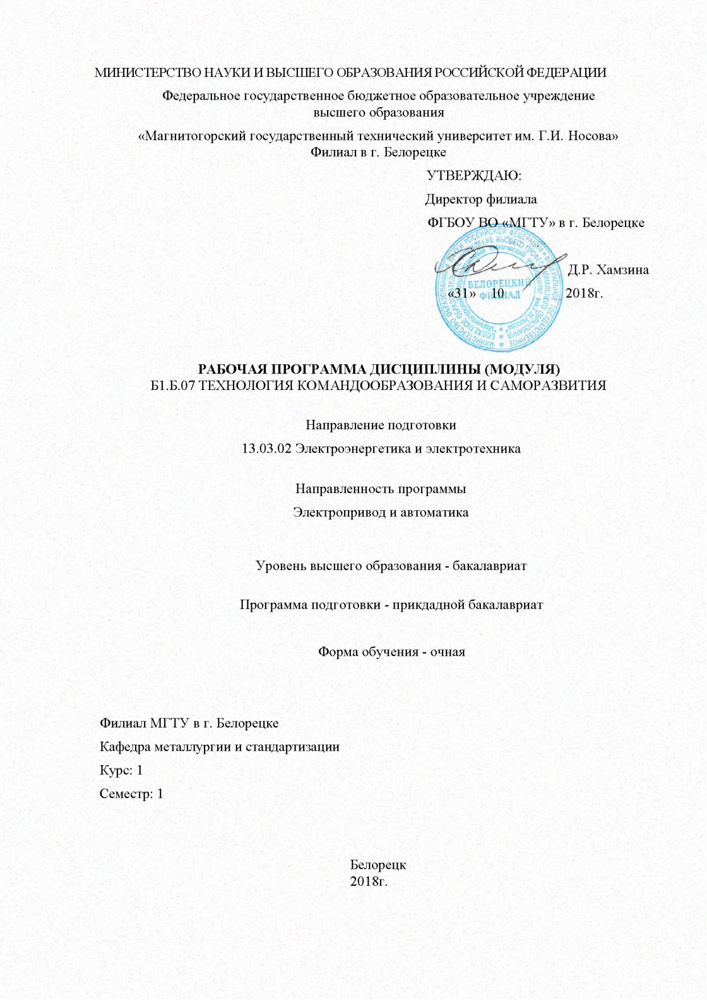 МИНИСТЕРСТВО НАУКИ И ВЫСШЕГО ОБРАЗОВАНИЯ РОССИЙСКОЙ ФЕДЕРАЦИИ
Федеральное государственное бюджетное образовательное учреждение
высшего образования
«Магнитогорский государственный технический университет им. Г.И. Носова»
Филиал в г. Белорецке
УТВЕРЖДАЮ:
Директор филиала
ФГБОУ ВО «МГТУ» в г. Белорецке
Д.Р. Хамзина
БЕЛОРЕЦКИЙ
ФИЛИАЛ
«31» 10 2018г.
РАБОЧАЯ ПРОГРАММА ДИСЦИПЛИНЫ (МОДУЛЯ)
Б1.Б.07 ТЕХНОЛОГИЯ КОМАНДООБРАЗОВАНИЯ И САМОРАЗВИТИЯ
Направление подготовки
13.03.02 Электроэнергетика и электротехника
Направленность программы
Электропривод и автоматика
Уровень высшего образования - бакалавриат
Программа подготовки - прикдадной бакалавриат
Форма обучения - очная
Филиал МГТУ в г. Белорецке
Кафедра металлургии и стандартизации
Курс: 1
Семестр: 1
Белорецк
2018г.